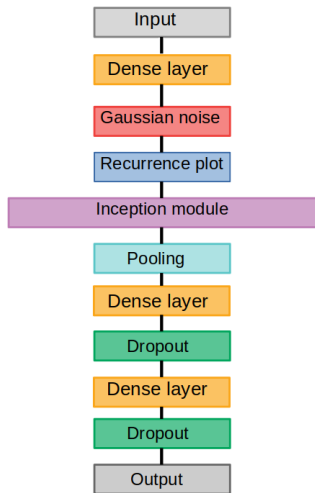 Input
Dense layer
Gaussian noise
Recurrence plot
Inception module
Pooling
Dense layer
Dropout
Dense layer
Dropout
Output